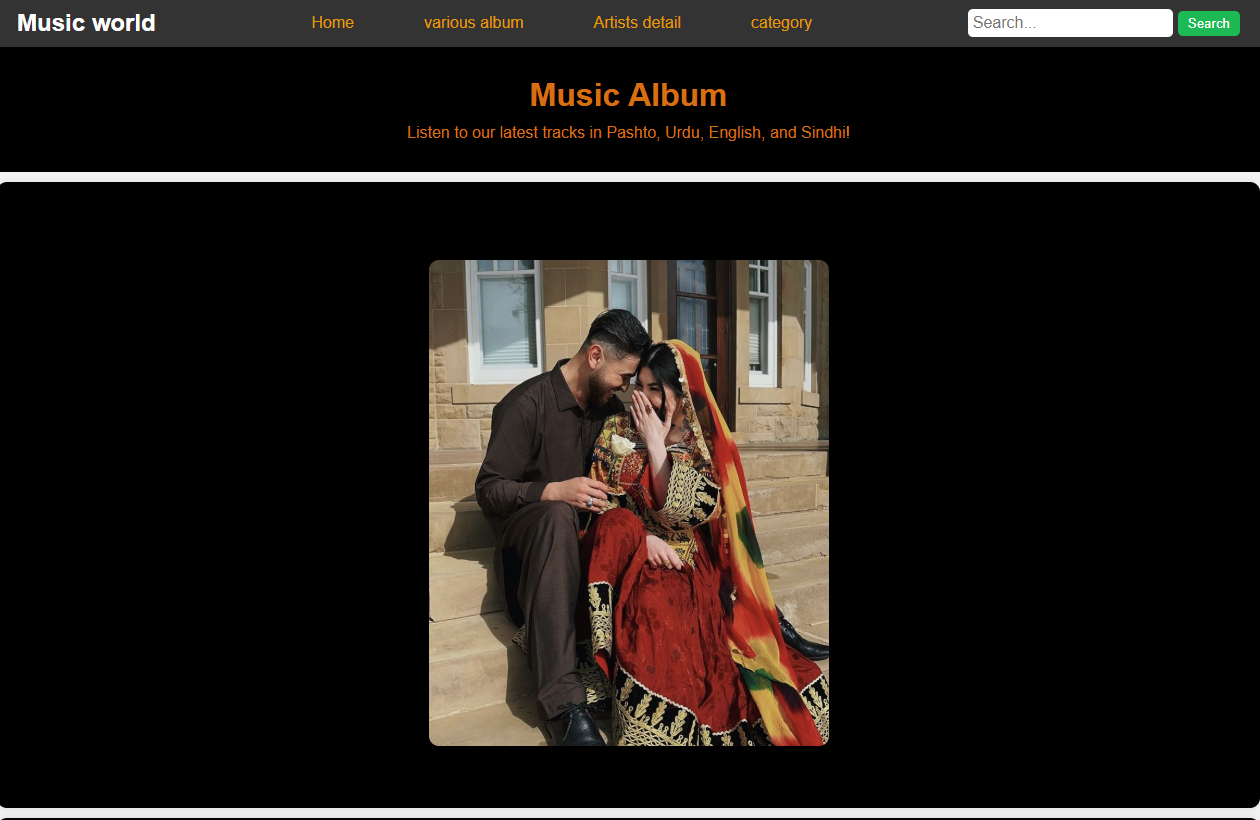 Music world
Home
various album
Artists detail
category
Search...
Search
Music Album
Listen to our latest tracks in Pashto, Urdu, English, and Sindhi!